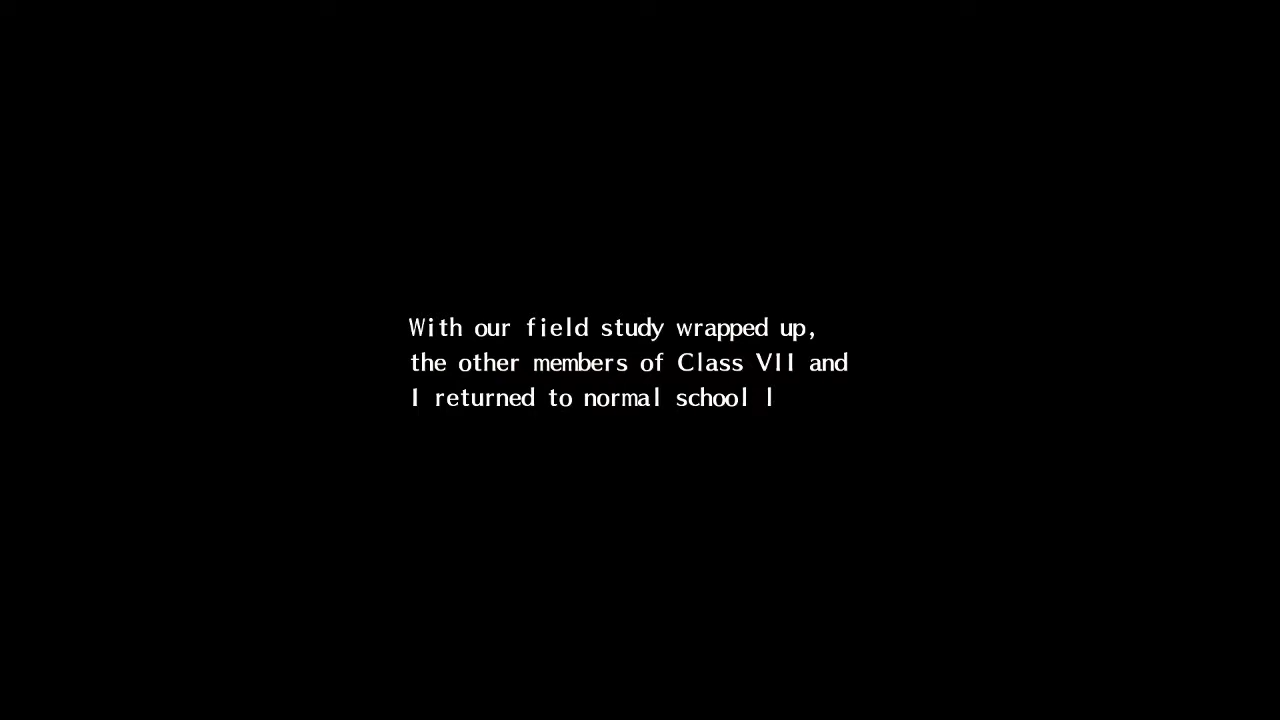 With our field study wrapped up,
the other members of Class VII and
I returned to normal school l